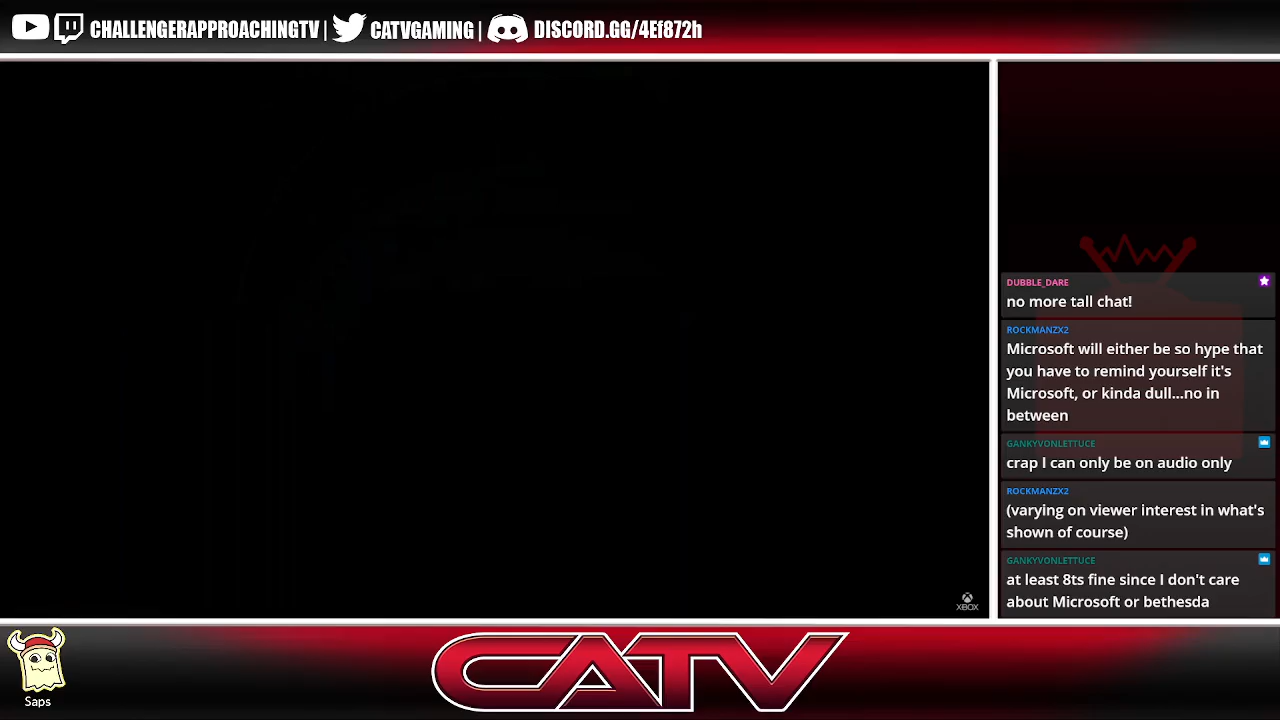 CHALLENGERAPPROACHINGTV | CATVGAMING | DISCORD.GG/4Ef872h
DUBBLE_DARE
no more tall chat!
ROCKMANZX2
Microsoft will either be so hype that
you have to remind yourself it's
Microsoft, or kinda dull...no in
between
GANKYVONLETTUCE
crap I can only be on audio only
ROCKMANZX2
(varying on viewer interest in what's
shown of course)
GANKYVONLETTUCE
at least 8ts fine since I don't care
about Microsoft or bethesda
XBOX
Saps
CATV